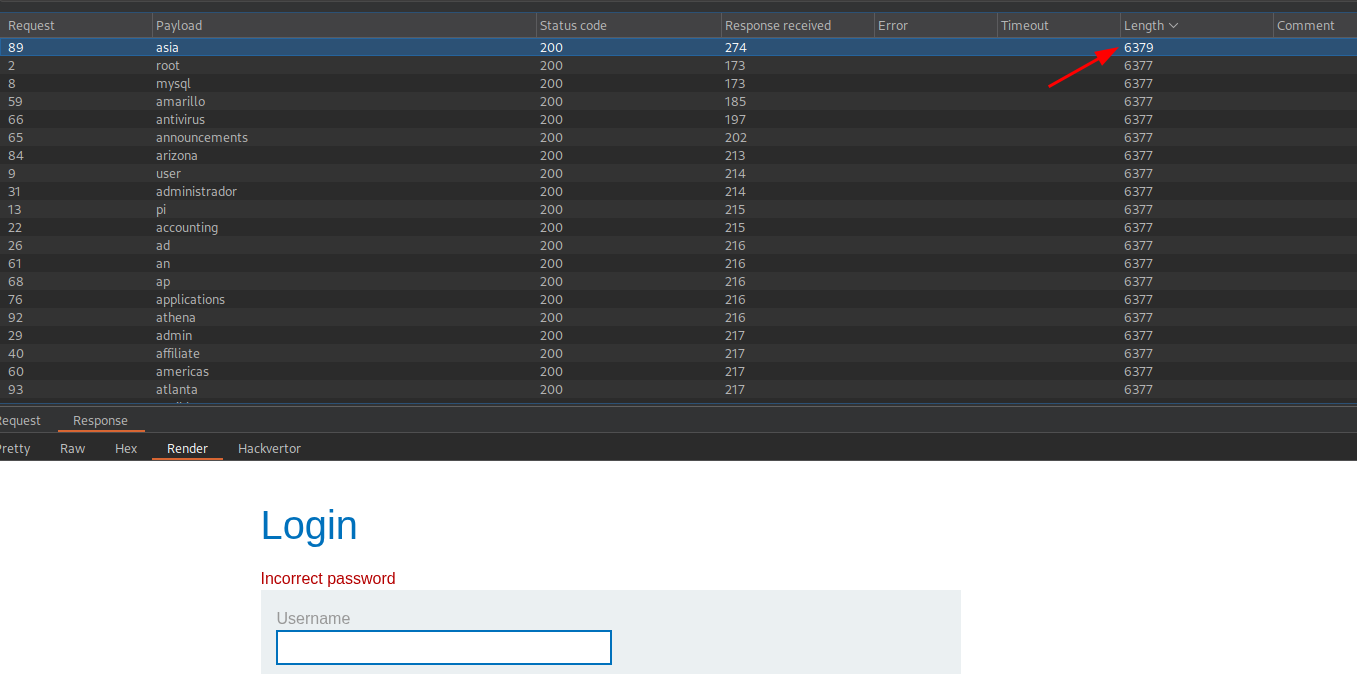 Request Payload Status code Response received Error Timeout Length Comment
89 asia 200 274 6379
2 root 200 173 6377
8 mysql 200 173 6377
59 amarillo 200 185 6377
66 antivirus 200 197 6377
65 announcements 200 202 6377
84 arizona 200 213 6377
9 user 200 214 6377
31 administrador 200 214 6377
13 pi 200 215 6377
22 accounting 200 215 6377
26 ad 200 216 6377
61 an 200 216 6377
68 ap 200 216 6377
76 applications 200 216 6377
92 athena 200 216 6377
29 admin 200 217 6377
40 affiliate 200 217 6377
60 americas 200 217 6377
93 atlanta 200 217 6377
equest Response
retty Raw Hex Render Hackvertor
Login
Incorrect password
Username